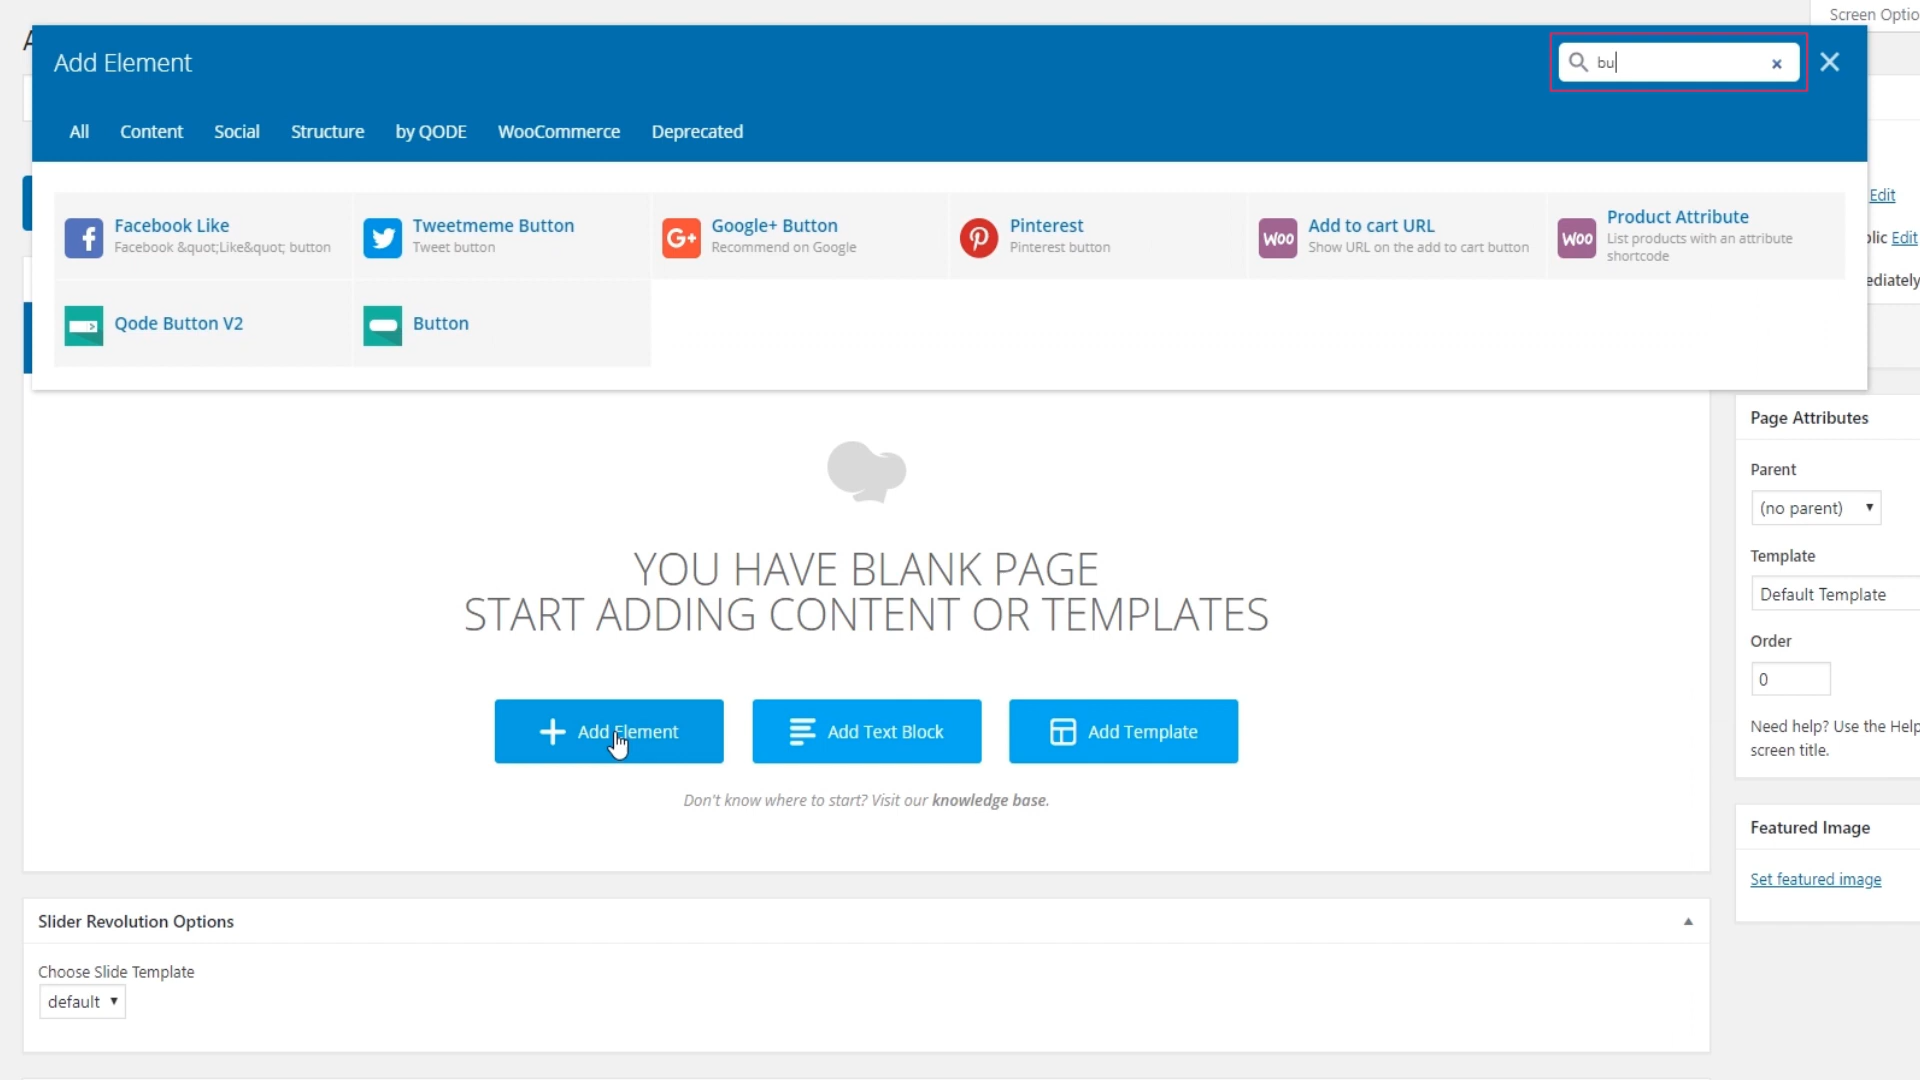 Screen Optio
A
Add Element
bu
All Content Social Structure by QODE WooCommerce Deprecated
Facebook Like
Facebook &quot;Like&quot; button
Tweetmeme Button
Tweet button
G+
Google+ Button
Recommend on Google
Pinterest
Pinterest button
Woo
Add to cart URL
Show URL on the add to cart button
Woo
Product Attribute
List products with an attribute
shortcode
Qode Button V2
Button
Edit
blic Edit
ediately
YOU HAVE BLANK PAGE
START ADDING CONTENT OR TEMPLATES
Add Element
Add Text Block
Add Template
Don't know where to start? Visit our knowledge base.
Page Attributes
Parent
(no parent)
Template
Default Template
Order
0
Need help? Use the Help
screen title.
Featured Image
Set featured image
Slider Revolution Options
Choose Slide Template
default